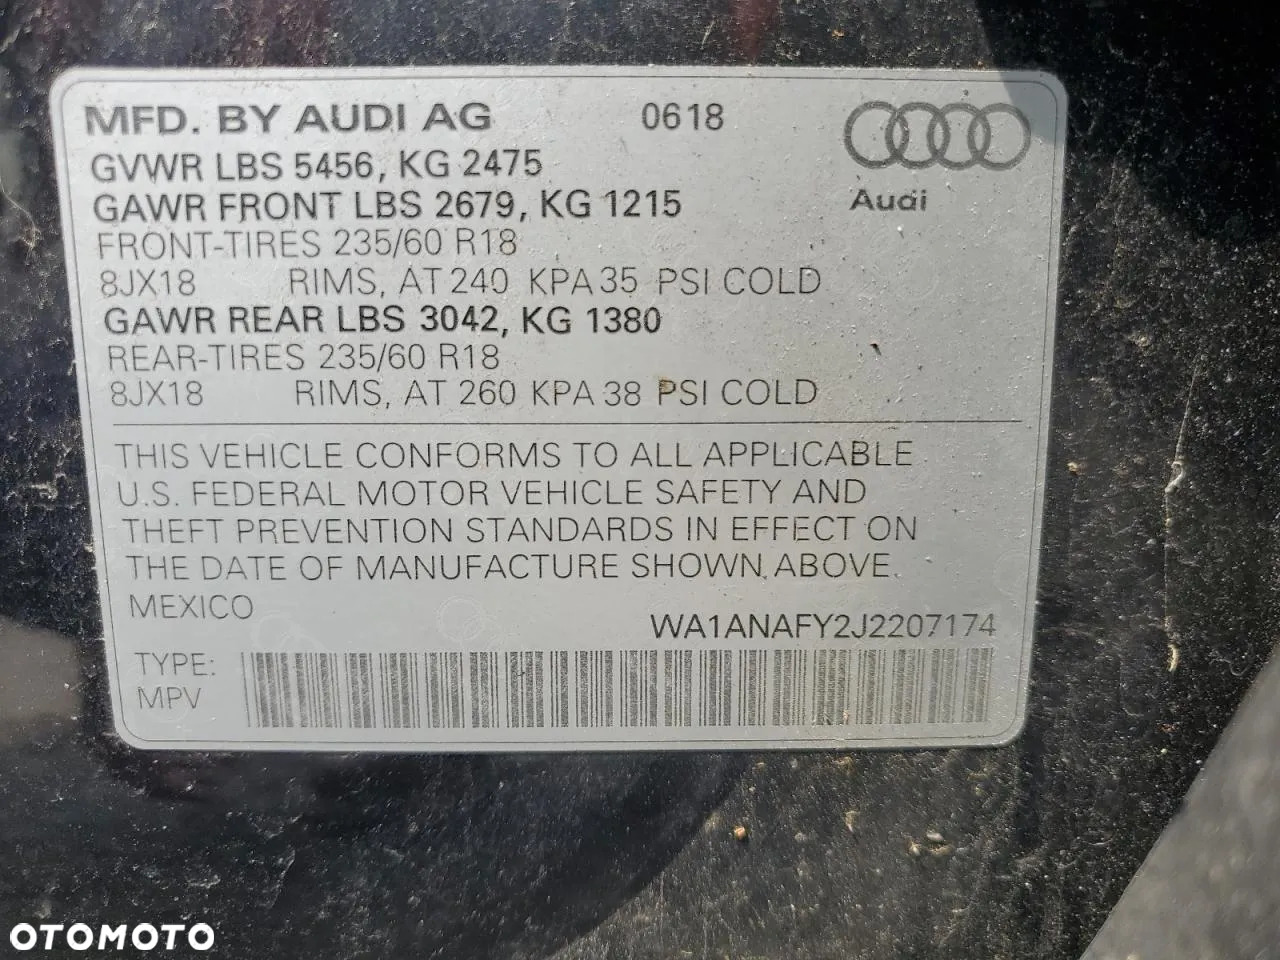 MFD. BY AUDI AG 0618
GVWR LBS 5456, KG 2475
GAWR FRONT LBS 2679, KG 1215
Audi
FRONT-TIRES 235/60 R18
8JX18 RIMS, AT 240 KPA 35 PSI COLD
GAWR REAR LBS 3042, KG 1380
REAR-TIRES 235/60 R18
8JX18 RIMS, AT 260 KPA 38 PSI COLD
THIS VEHICLE CONFORMS TO ALL APPLICABLE
U.S. FEDERAL MOTOR VEHICLE SAFETY AND
THEFT PREVENTION STANDARDS IN EFFECT ON
THE DATE OF MANUFACTURE SHOWN ABOVE.
MEXICO
WA1ANAFY2J2207174
TYPE:
MPV
OTOMOTO